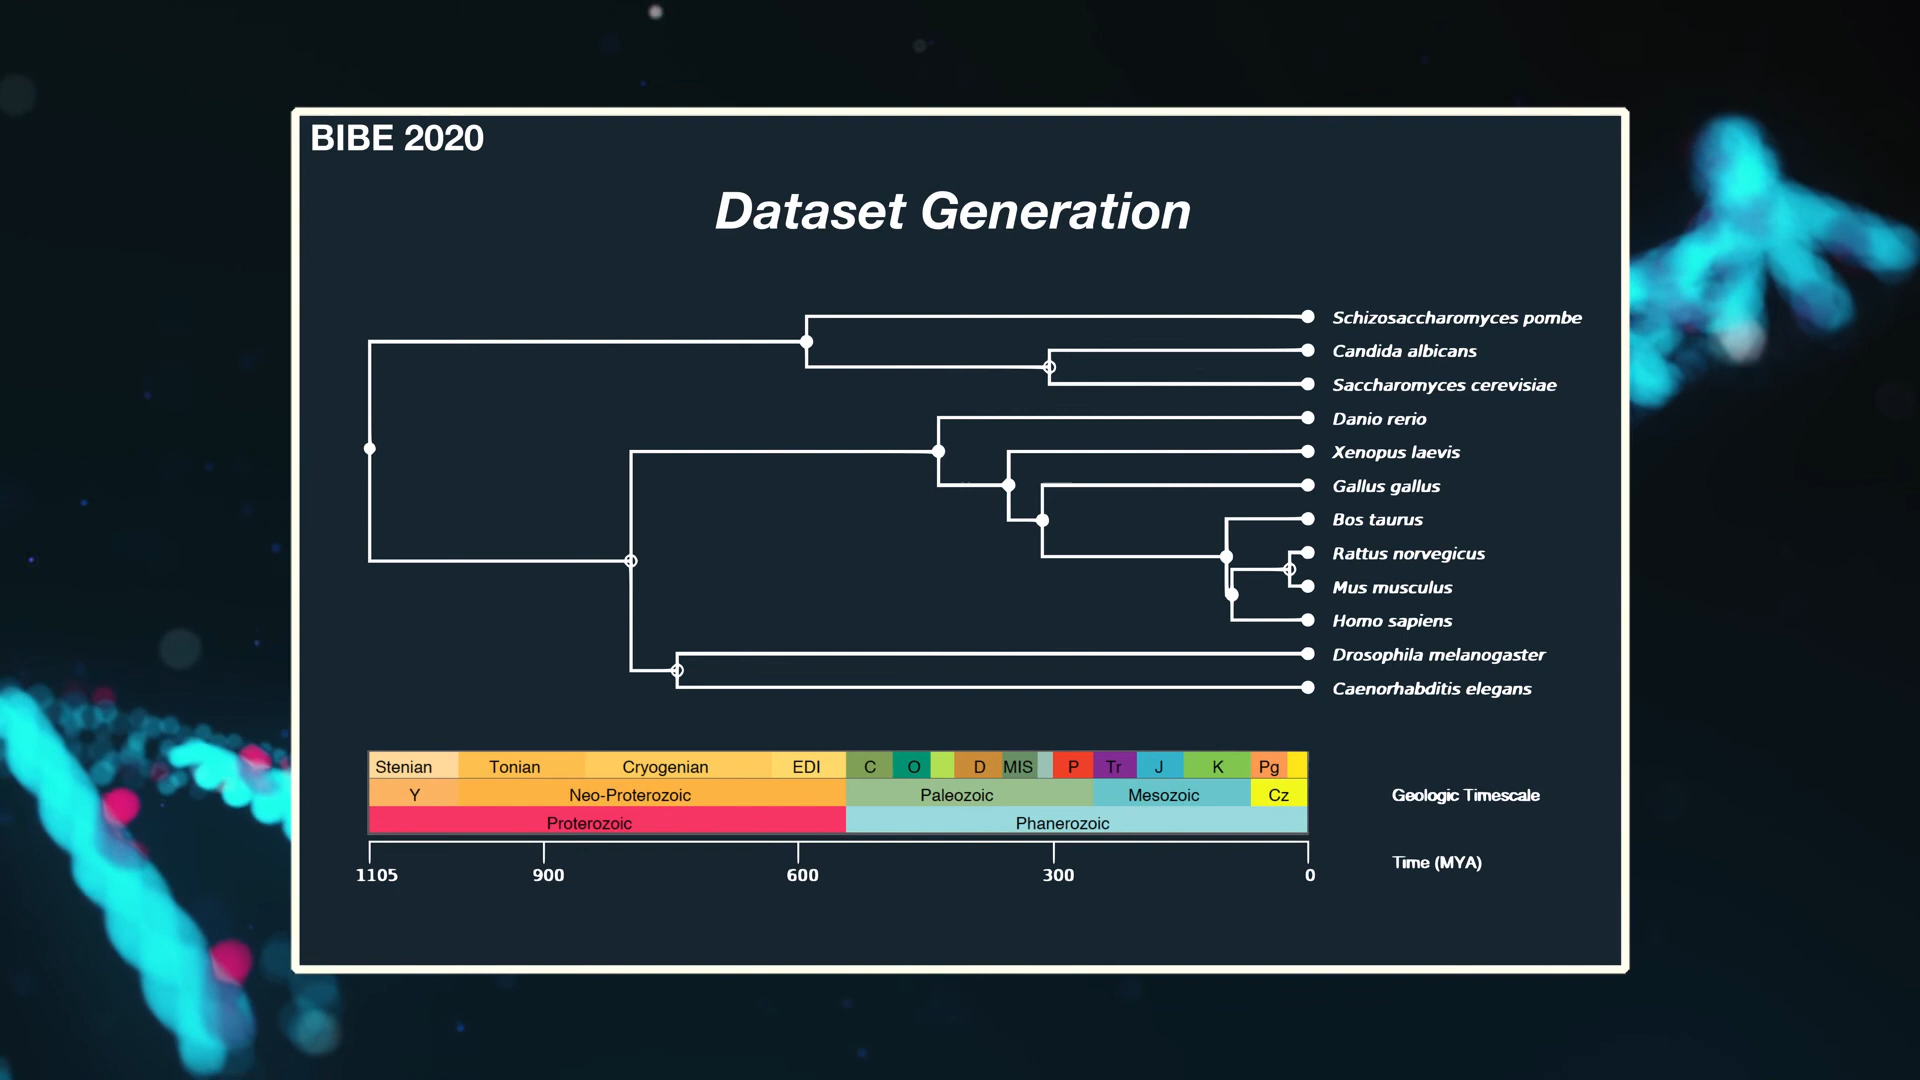 BIBE 2020
Dataset Generation
Schizosaccharomyces pombe
Candida albicans
Saccharomyces cerevisiae
Danio rerio
Xenopus laevis
Gallus gallus
Bos taurus
Rattus norvegicus
Mus musculus
Homo sapiens
Drosophila melanogaster
Caenorhabditis elegans
Stenian Tonian Cryogenian EDI C O D MIS P Tr J K Pg
Y Neo-Proterozoic Paleozoic Mesozoic Cz Geologic Timescale
Proterozoic Phanerozoic
Time (MYA)
1105 900 600 300 0